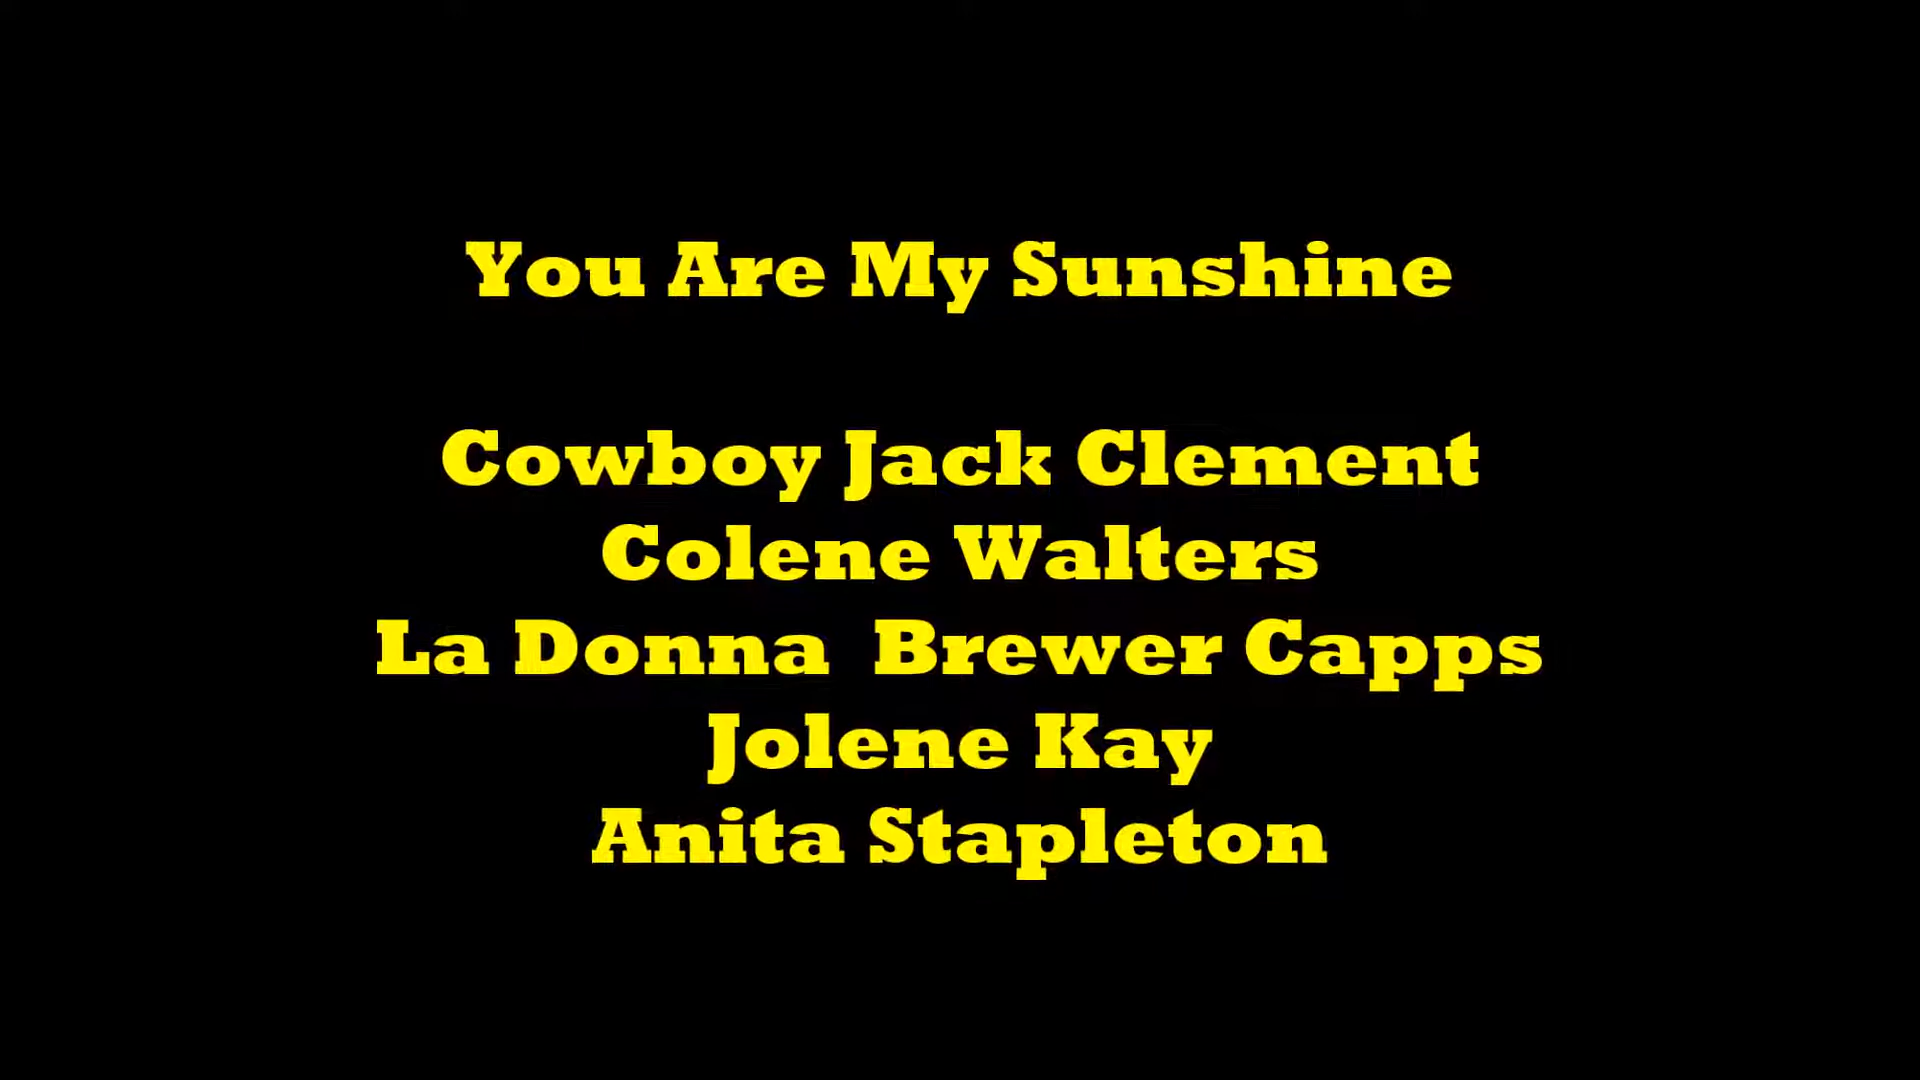 You Are My Sunshine
Cowboy Jack Clement
Colene Walters
La Donna  Brewer Capps
Jolene Kay
Anita Stapleton